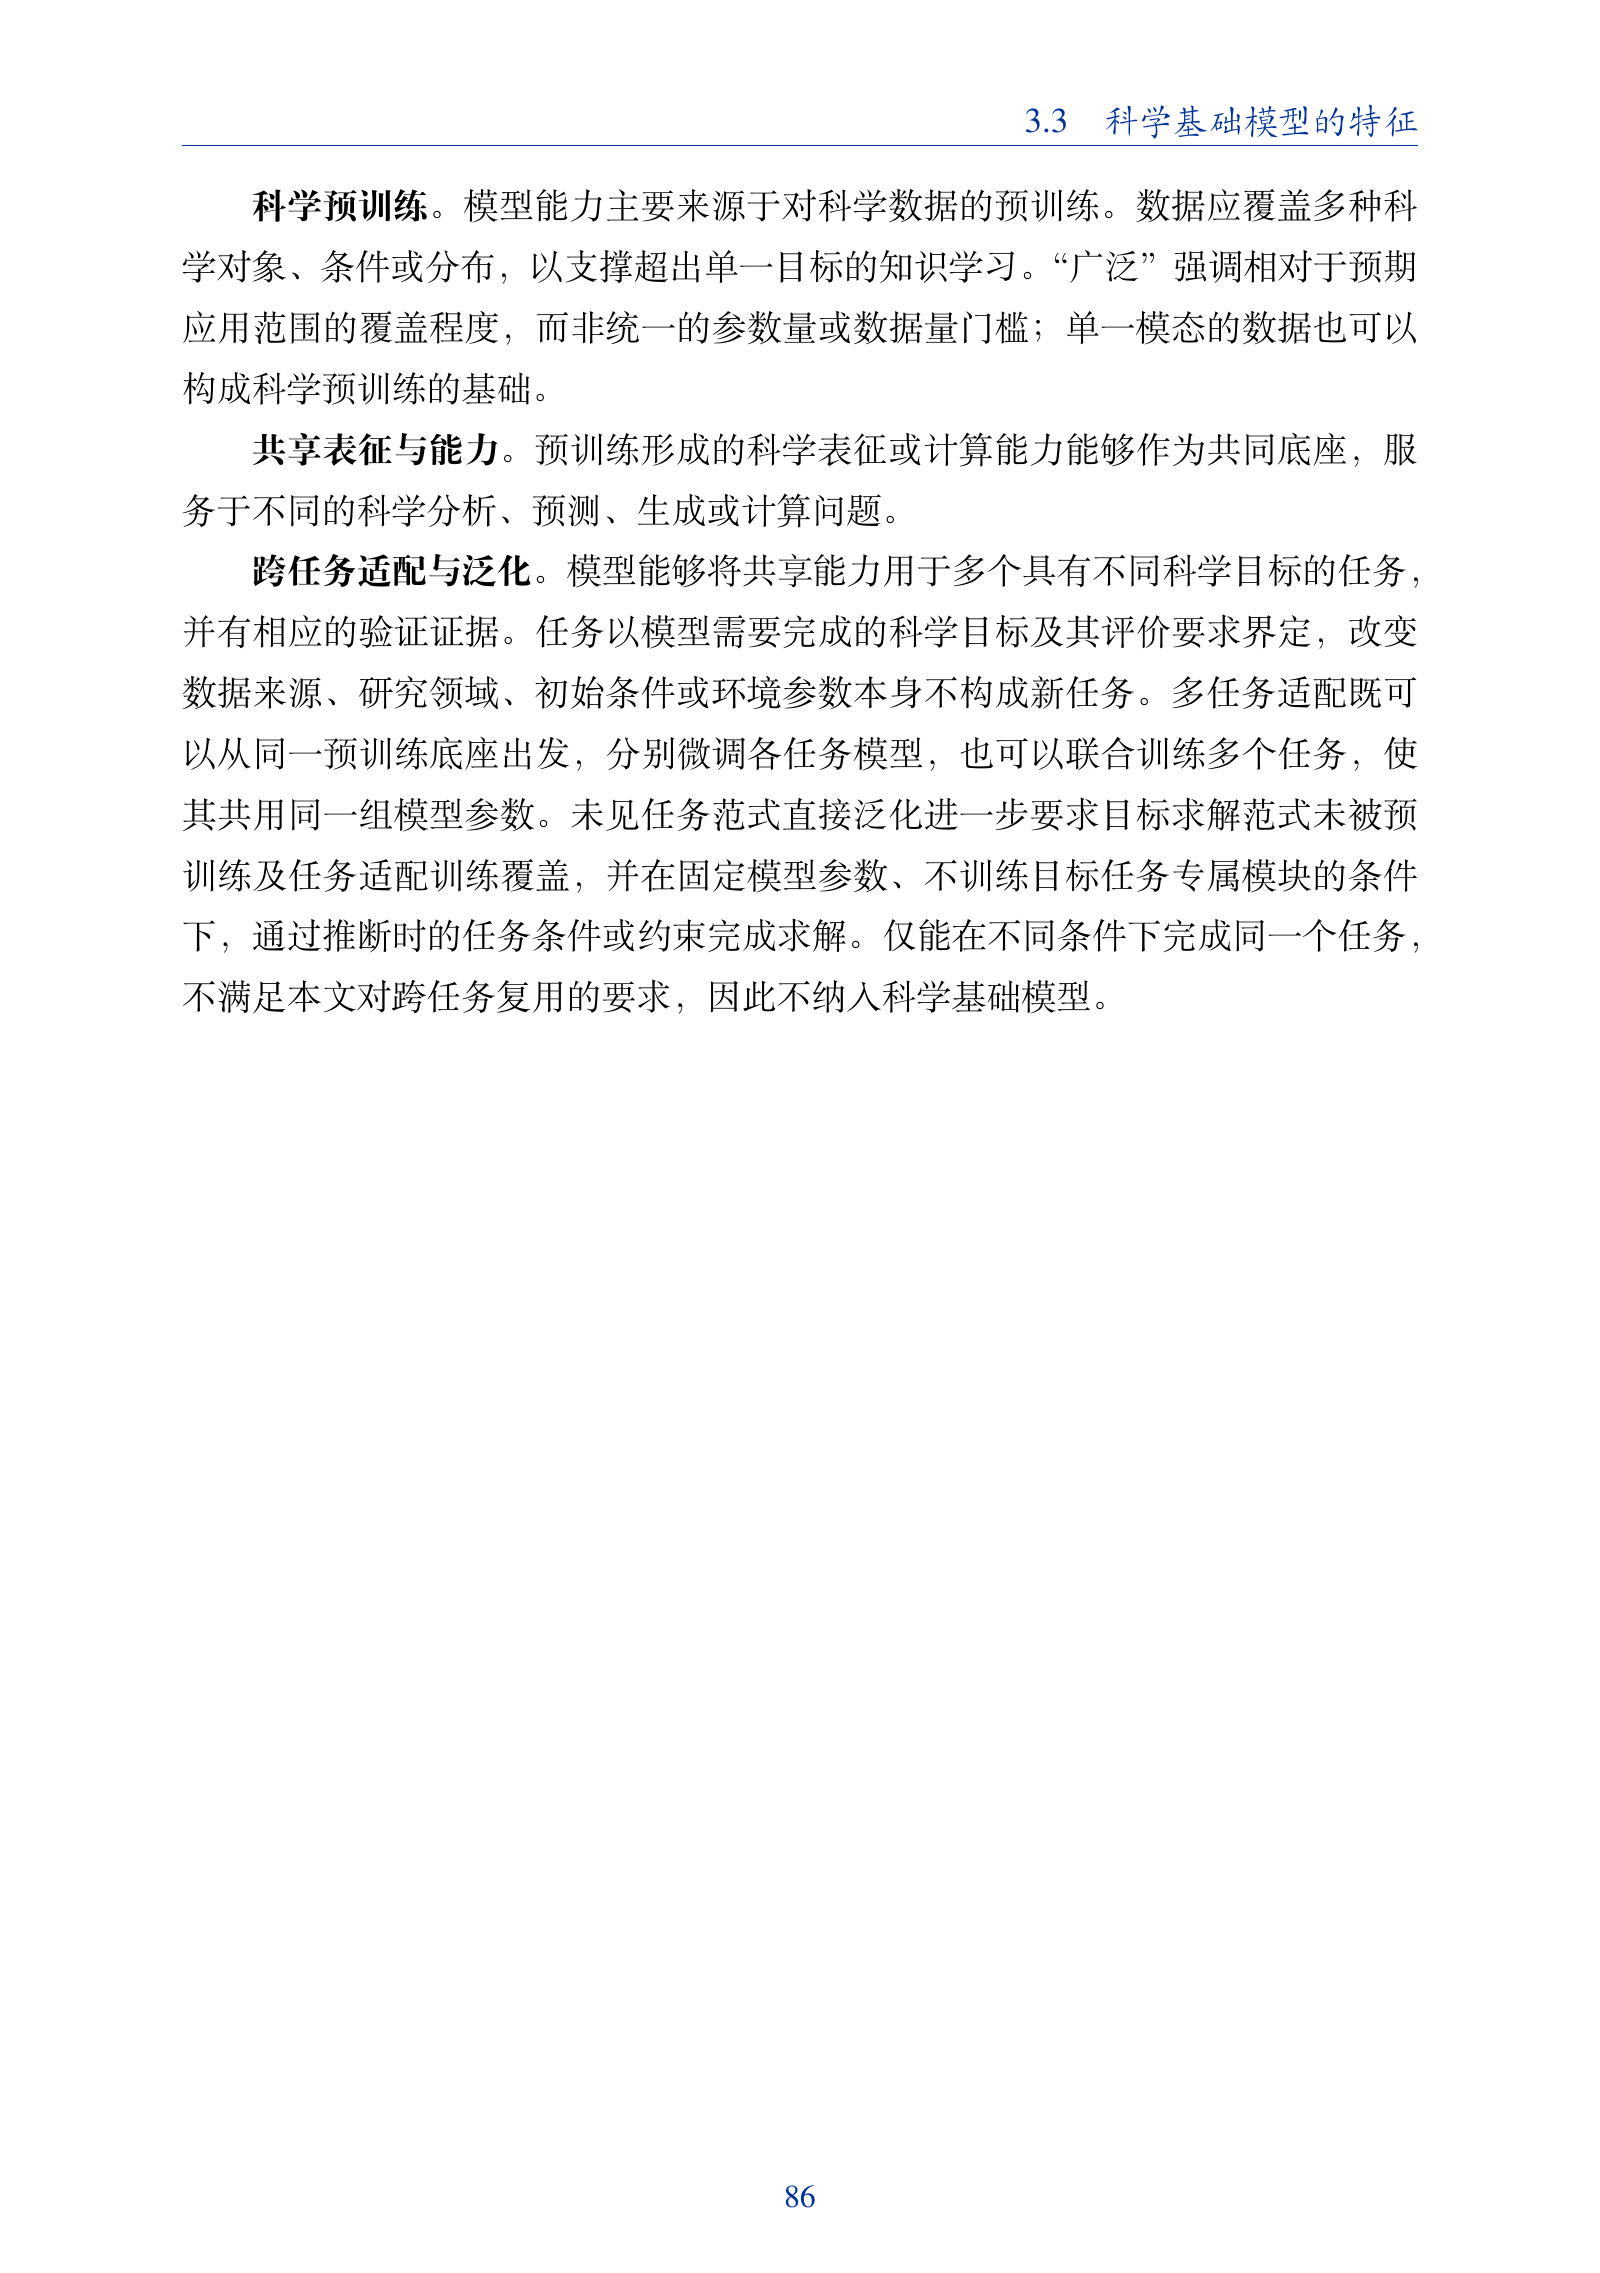 3.3 科学基础模型的特征
科学预训练。模型能力主要来源于对科学数据的预训练。数据应覆盖多种科
学对象、条件或分布，以支撑超出单一目标的知识学习。“广泛”强调相对于预期
应用范围的覆盖程度，而非统一的参数量或数据量门槛；单一模态的数据也可以
构成科学预训练的基础。
共享表征与能力。预训练形成的科学表征或计算能力能够作为共同底座，服
务于不同的科学分析、预测、生成或计算问题。
跨任务适配与泛化。模型能够将共享能力用于多个具有不同科学目标的任务，
并有相应的验证证据。任务以模型需要完成的科学目标及其评价要求界定，改变
数据来源、研究领域、初始条件或环境参数本身不构成新任务。多任务适配既可
以从同一预训练底座出发，分别微调各任务模型，也可以联合训练多个任务，使
其共用同一组模型参数。未见任务范式直接泛化进一步要求目标求解范式未被预
训练及任务适配训练覆盖，并在固定模型参数、不训练目标任务专属模块的条件
下，通过推断时的任务条件或约束完成求解。仅能在不同条件下完成同一个任务，
不满足本文对跨任务复用的要求，因此不纳入科学基础模型。
86